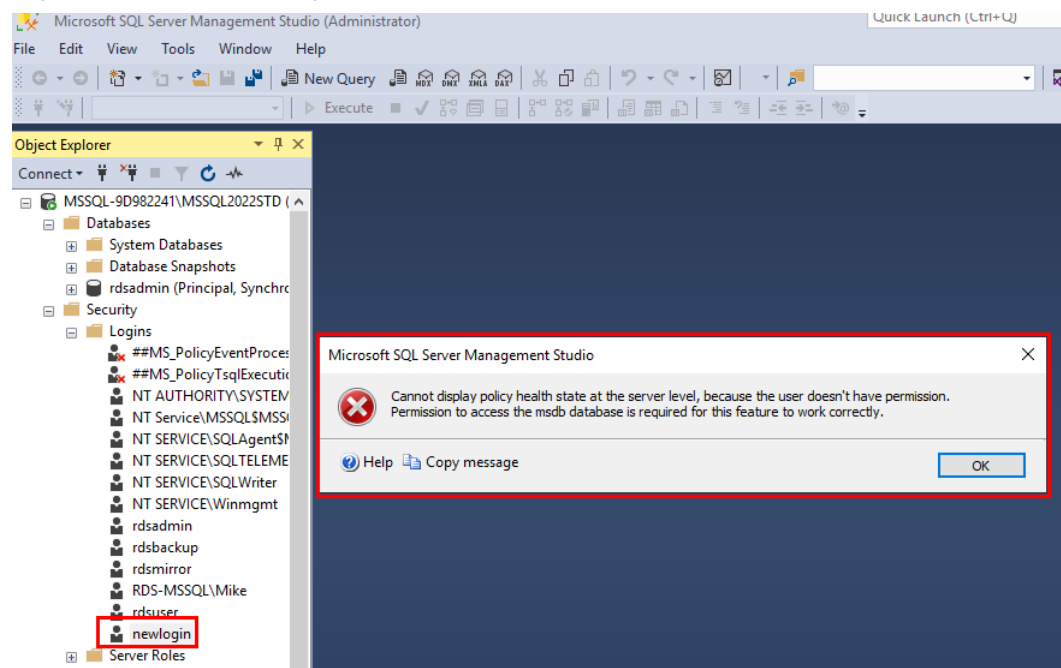 Microsoft SQL Server Management Studio (Administrator)
Quick Launch (Ctrl+Q)
File Edit View Tools Window Help
New Query MDX DMX XMLA DAX
Execute
Object Explorer
Connect
MSSQL-9D982241\MSSQL2022STD (
Databases
System Databases
Database Snapshots
rdsadmin (Principal, Synchro
Security
Logins
##MS_PolicyEventProces
##MS_PolicyTsqlExecutio
NT AUTHORITY\SYSTEM
NT Service\MSSQL$MSS
NT SERVICE\SQLAgent$
NT SERVICE\SQLTELEME
NT SERVICE\SQLWriter
NT SERVICE\Winmgmt
rdsadmin
rdsbackup
rdsmirror
RDS-MSSQL\Mike
rdsuser
newlogin
Server Roles
Microsoft SQL Server Management Studio
Cannot display policy health state at the server level, because the user doesn't have permission.
Permission to access the msdb database is required for this feature to work correctly.
Help Copy message
OK